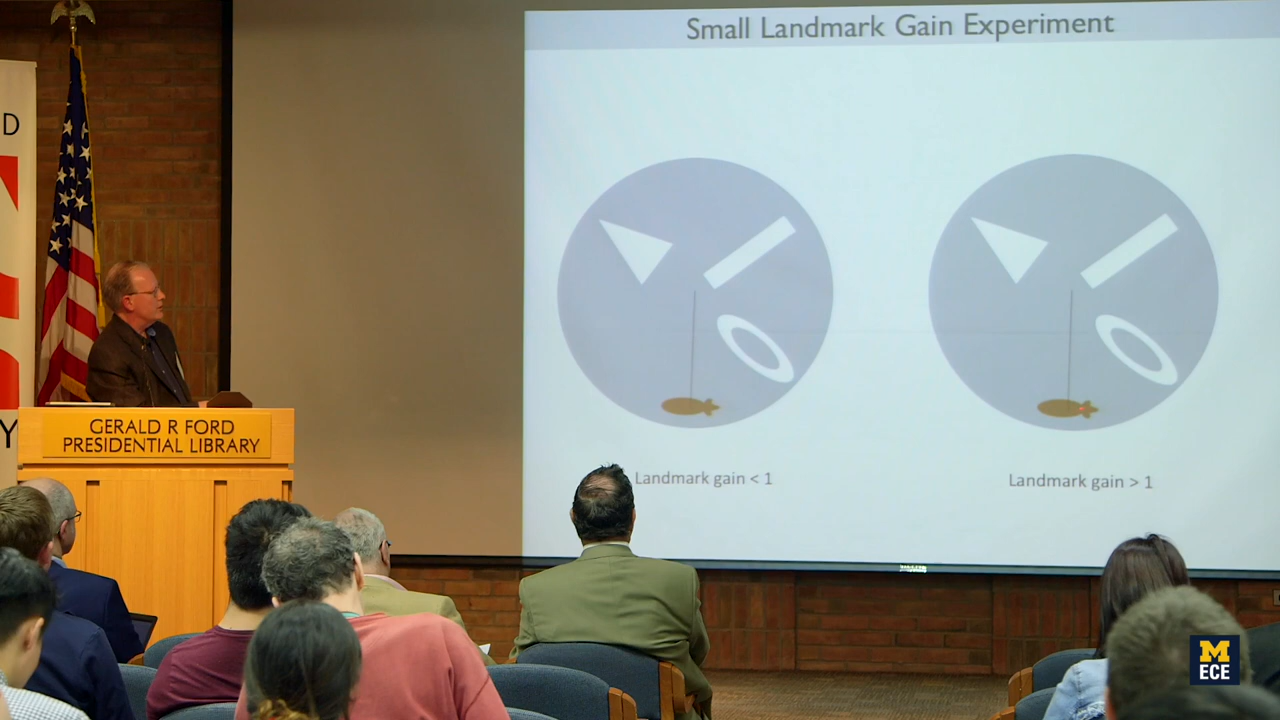 Small Landmark Gain Experiment
D
Y
GERALD R FORD
PRESIDENTIAL LIBRARY
Landmark gain < 1
Landmark gain > 1
M
ECE